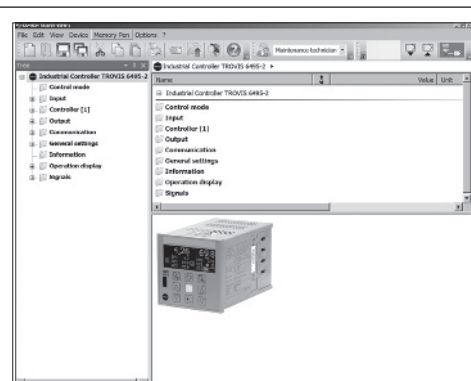 File Edit View Device Memory Pen Options ?
Maintenance technician
Tree
Industrial Controller TROVIS 6495-2
Control mode
Input
Controller [1]
Output
Communication
General settings
Information
Operation display
Signals
Industrial Controller TROVIS 6495-2
Name Value Unit
Industrial Controller TROVIS 6495-2
Control mode
Input
Controller (1)
Output
Communication
General settings
Information
Operation display
Signals